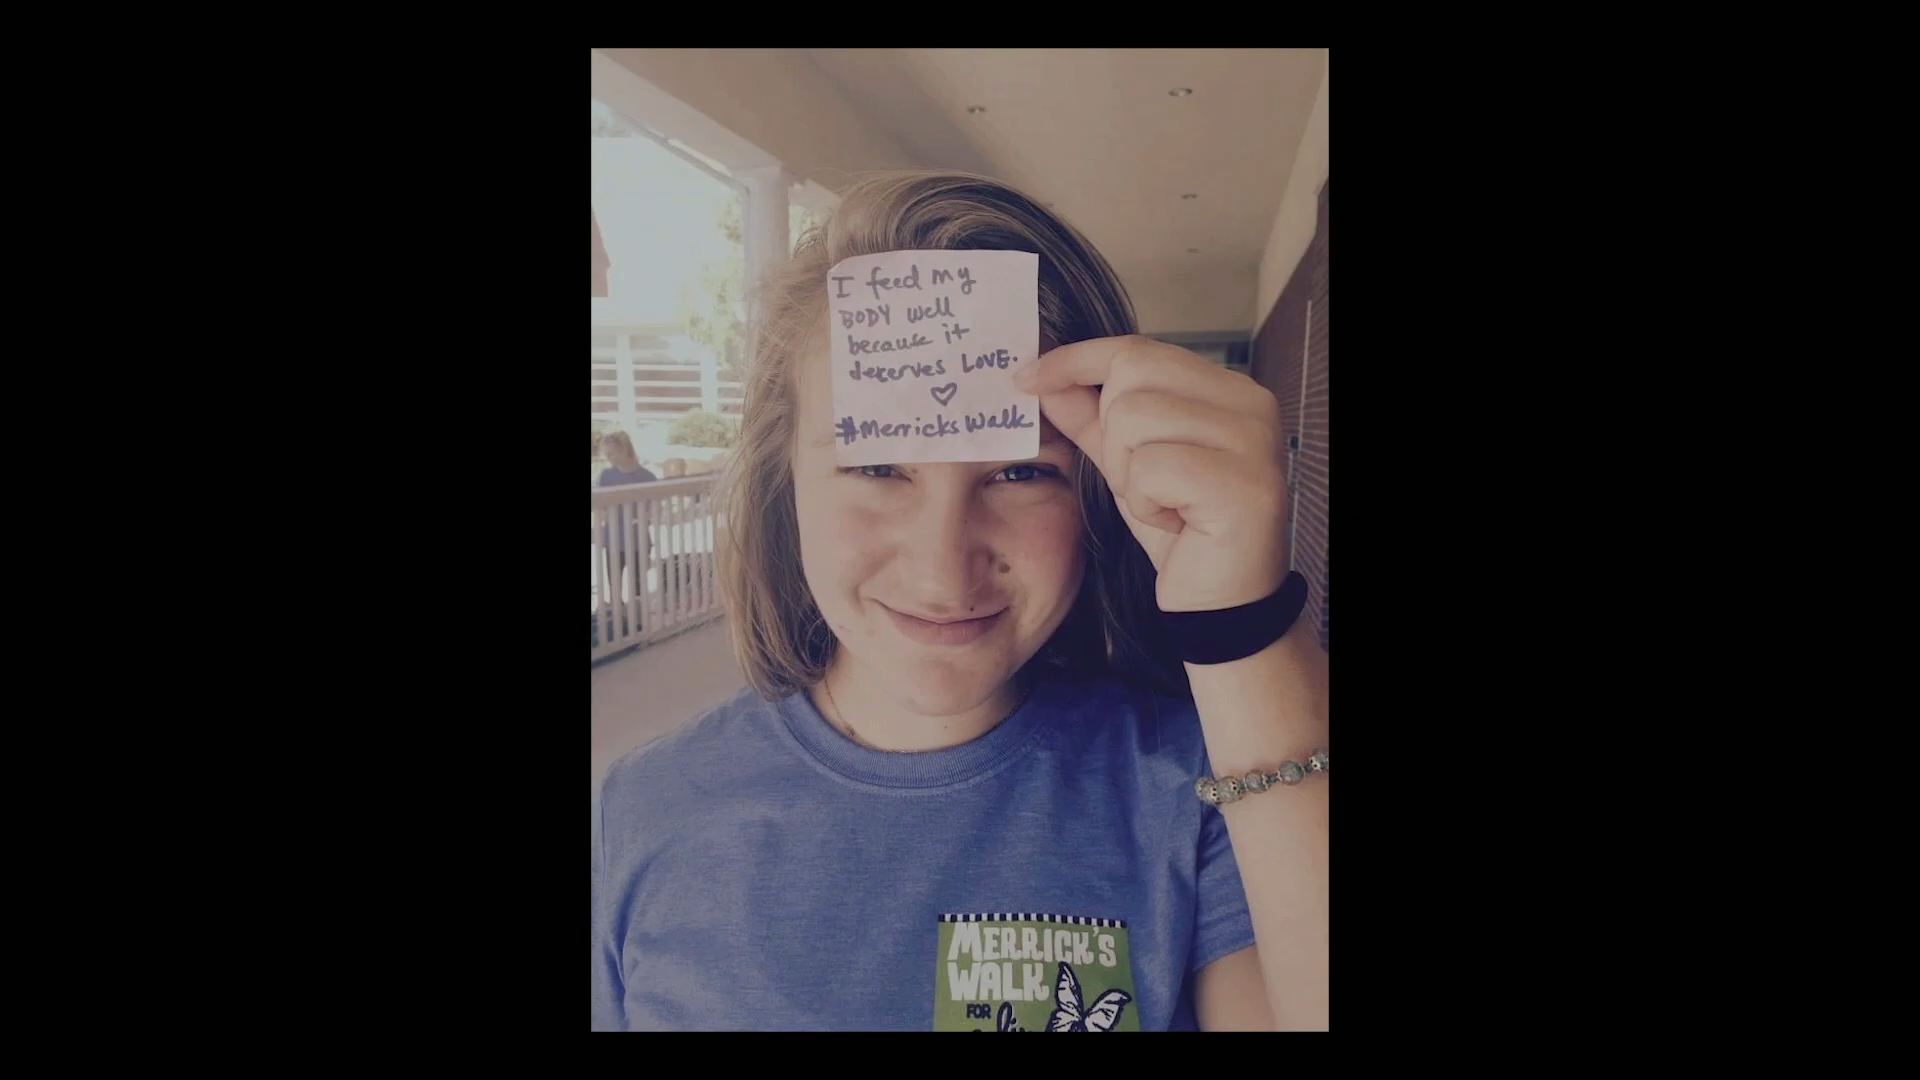 I feed my
BODY well
because it
deserves LOVE.
#MerricksWalk
MERRICK'S
WALK
FOR